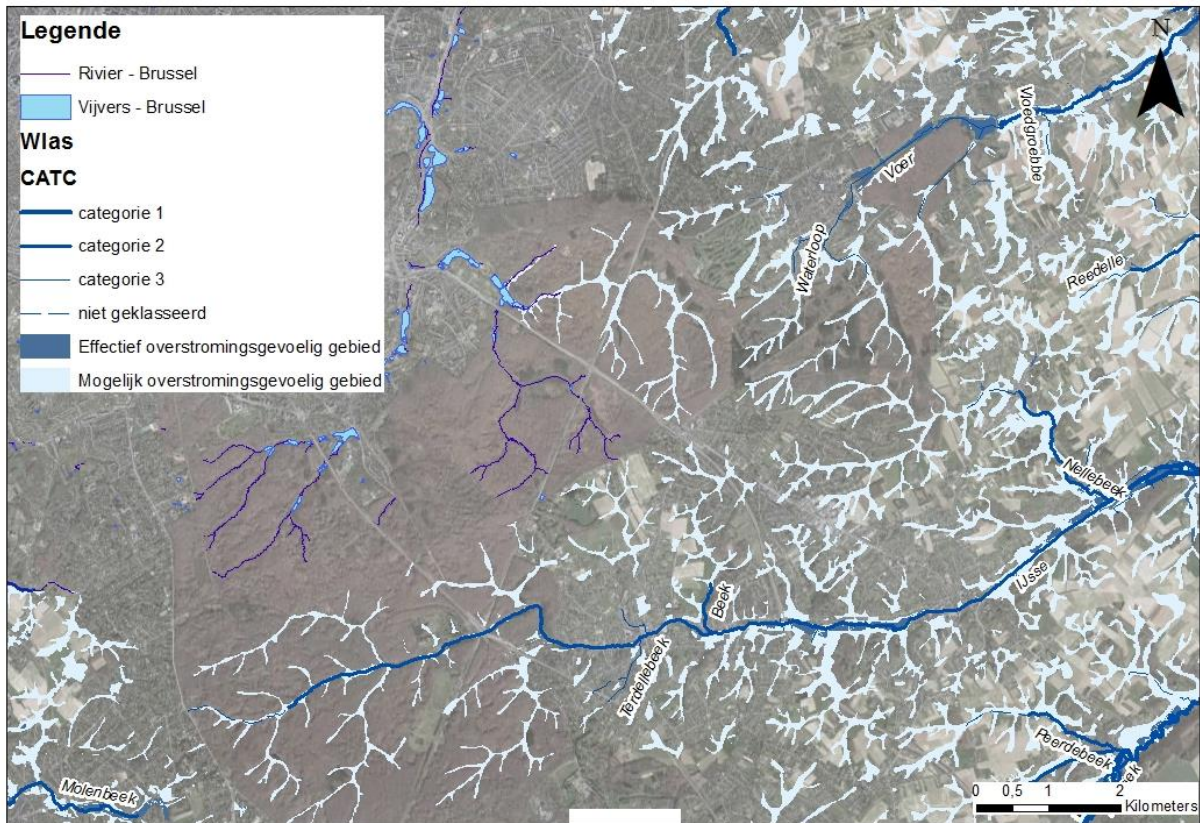 Legende
Rivier - Brussel
Vijvers - Brussel
Wlas
CATC
categorie 1
categorie 2
categorie 3
niet geklasseerd
Effectief overstromingsgevoelig gebied
Mogelijk overstromingsgevoelig gebied
N
Vloedgroebbe
Voer
Waterloop
Reedelle
Nellebeek
IJsse
Beek
Terdellebeek
Peerdebeek
Molenbeek
0 0,5 1 2
Kilometers